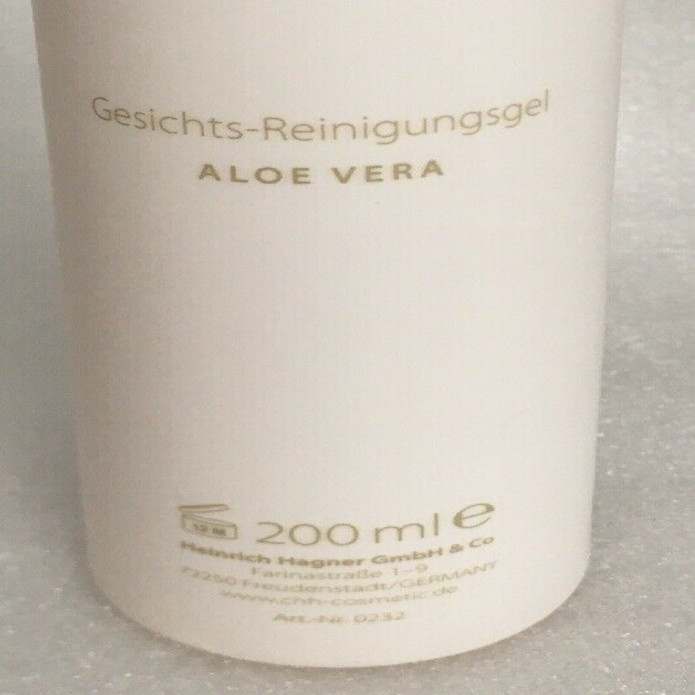 Gesichts-Reinigungsgel
ALOE VERA
12 M 200 ml e
Heinrich Hagner GmbH & Co
Farinastraße 1-9
72250 Freudenstadt/GERMANY
www.chh-cosmetic.de
Art.-Nr. 0232